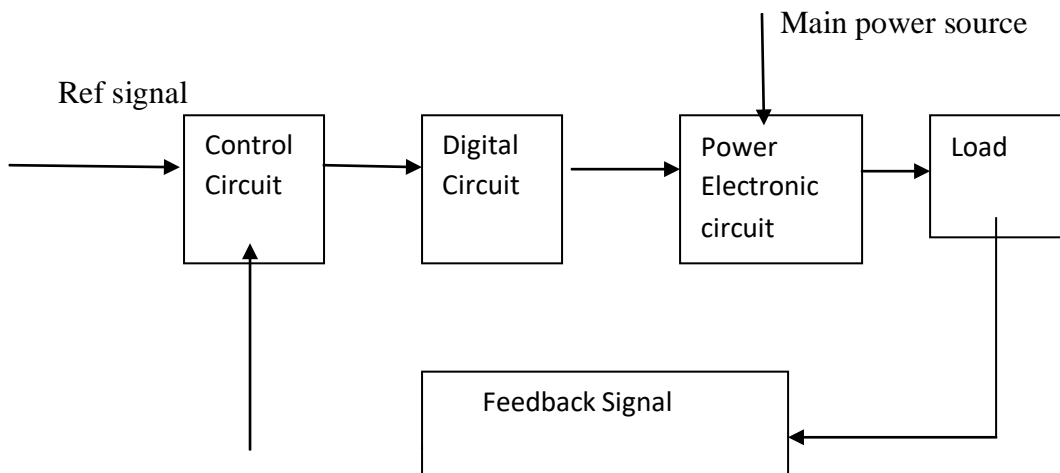 Main power source
Ref signal
Control
Circuit
Digital
Circuit
Power
Electronic
circuit
Load
Feedback Signal